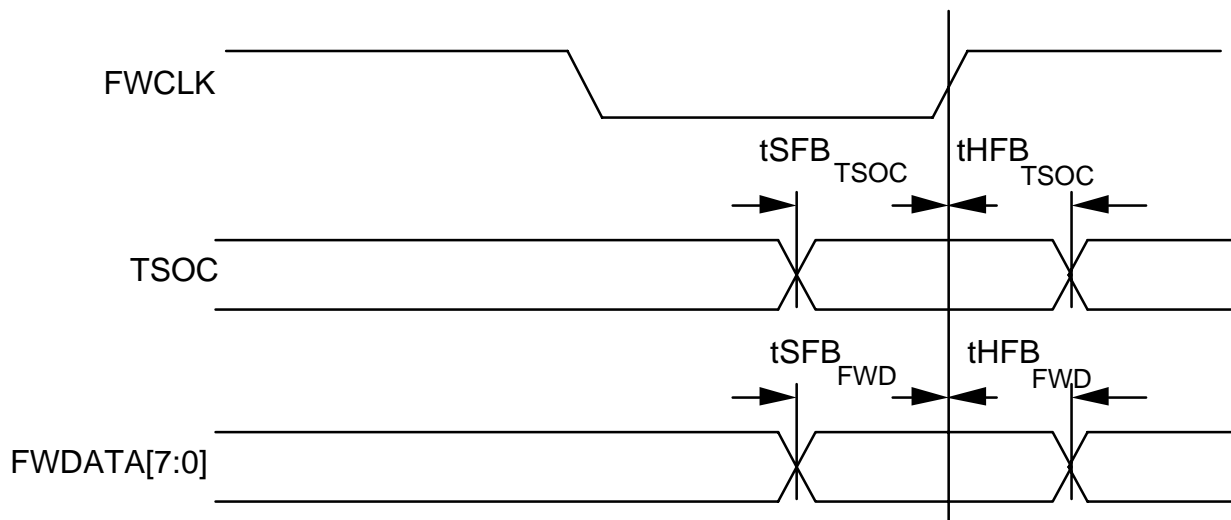 FWCLK
tSFB TSOC
tHFB TSOC
TSOC
tSFB FWD
tHFB FWD
FWDATA[7:0]